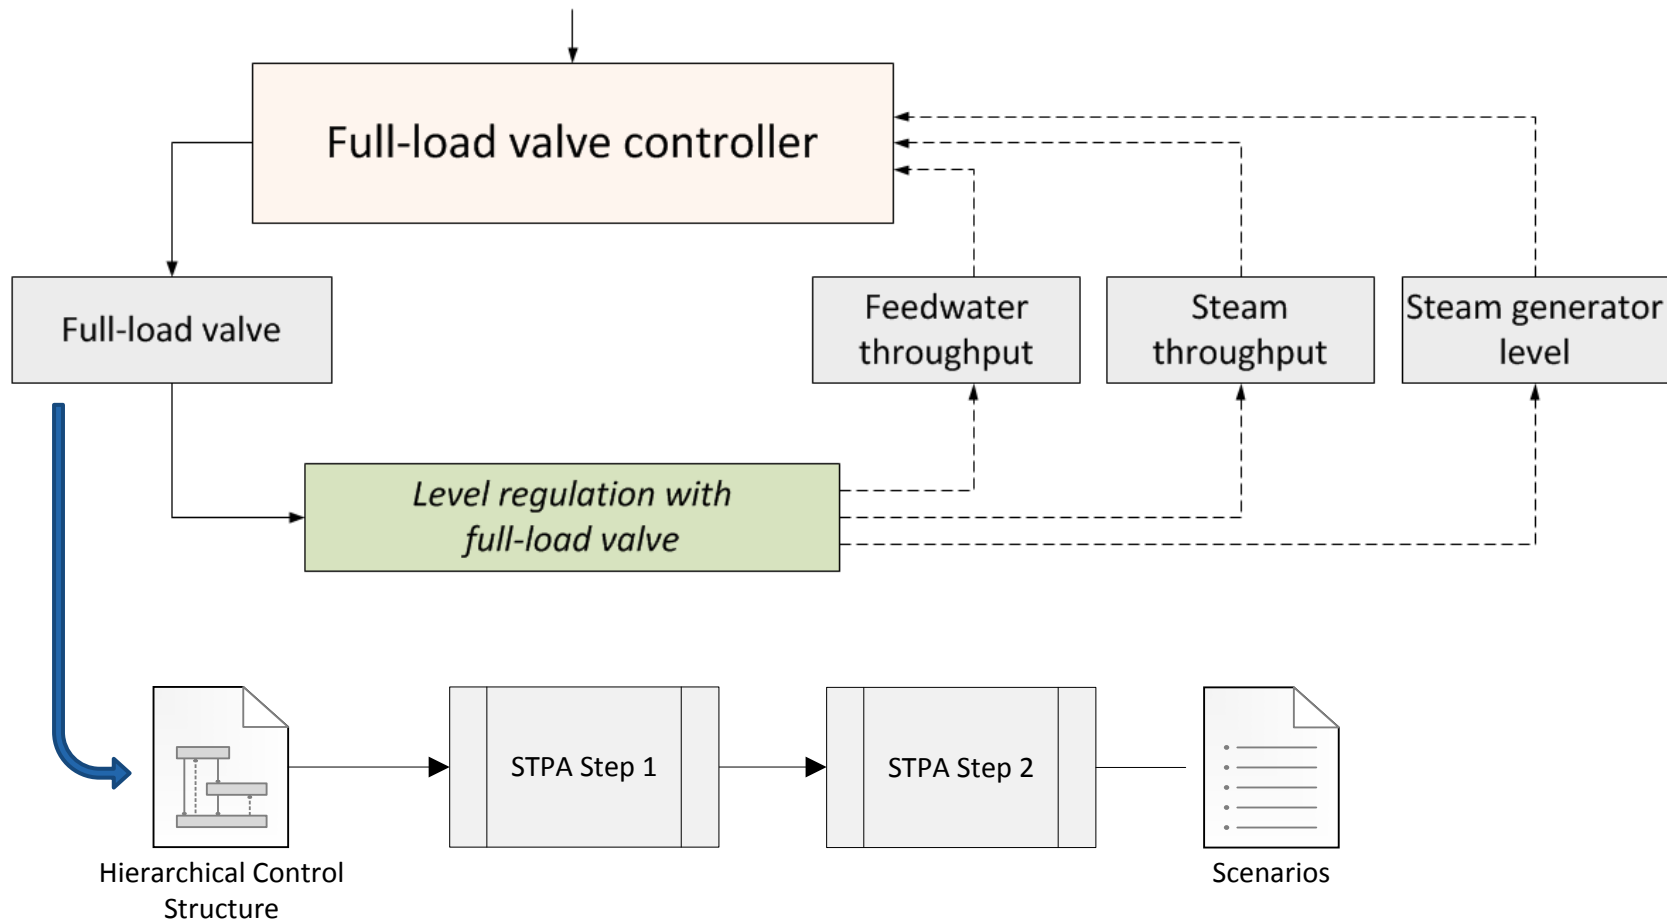 Full-load valve controller
Full-load valve
Feedwater
throughput
Steam
throughput
Steam generator
level
Level regulation with
full-load valve
STPA Step 1
STPA Step 2
Hierarchical Control
Structure
Scenarios